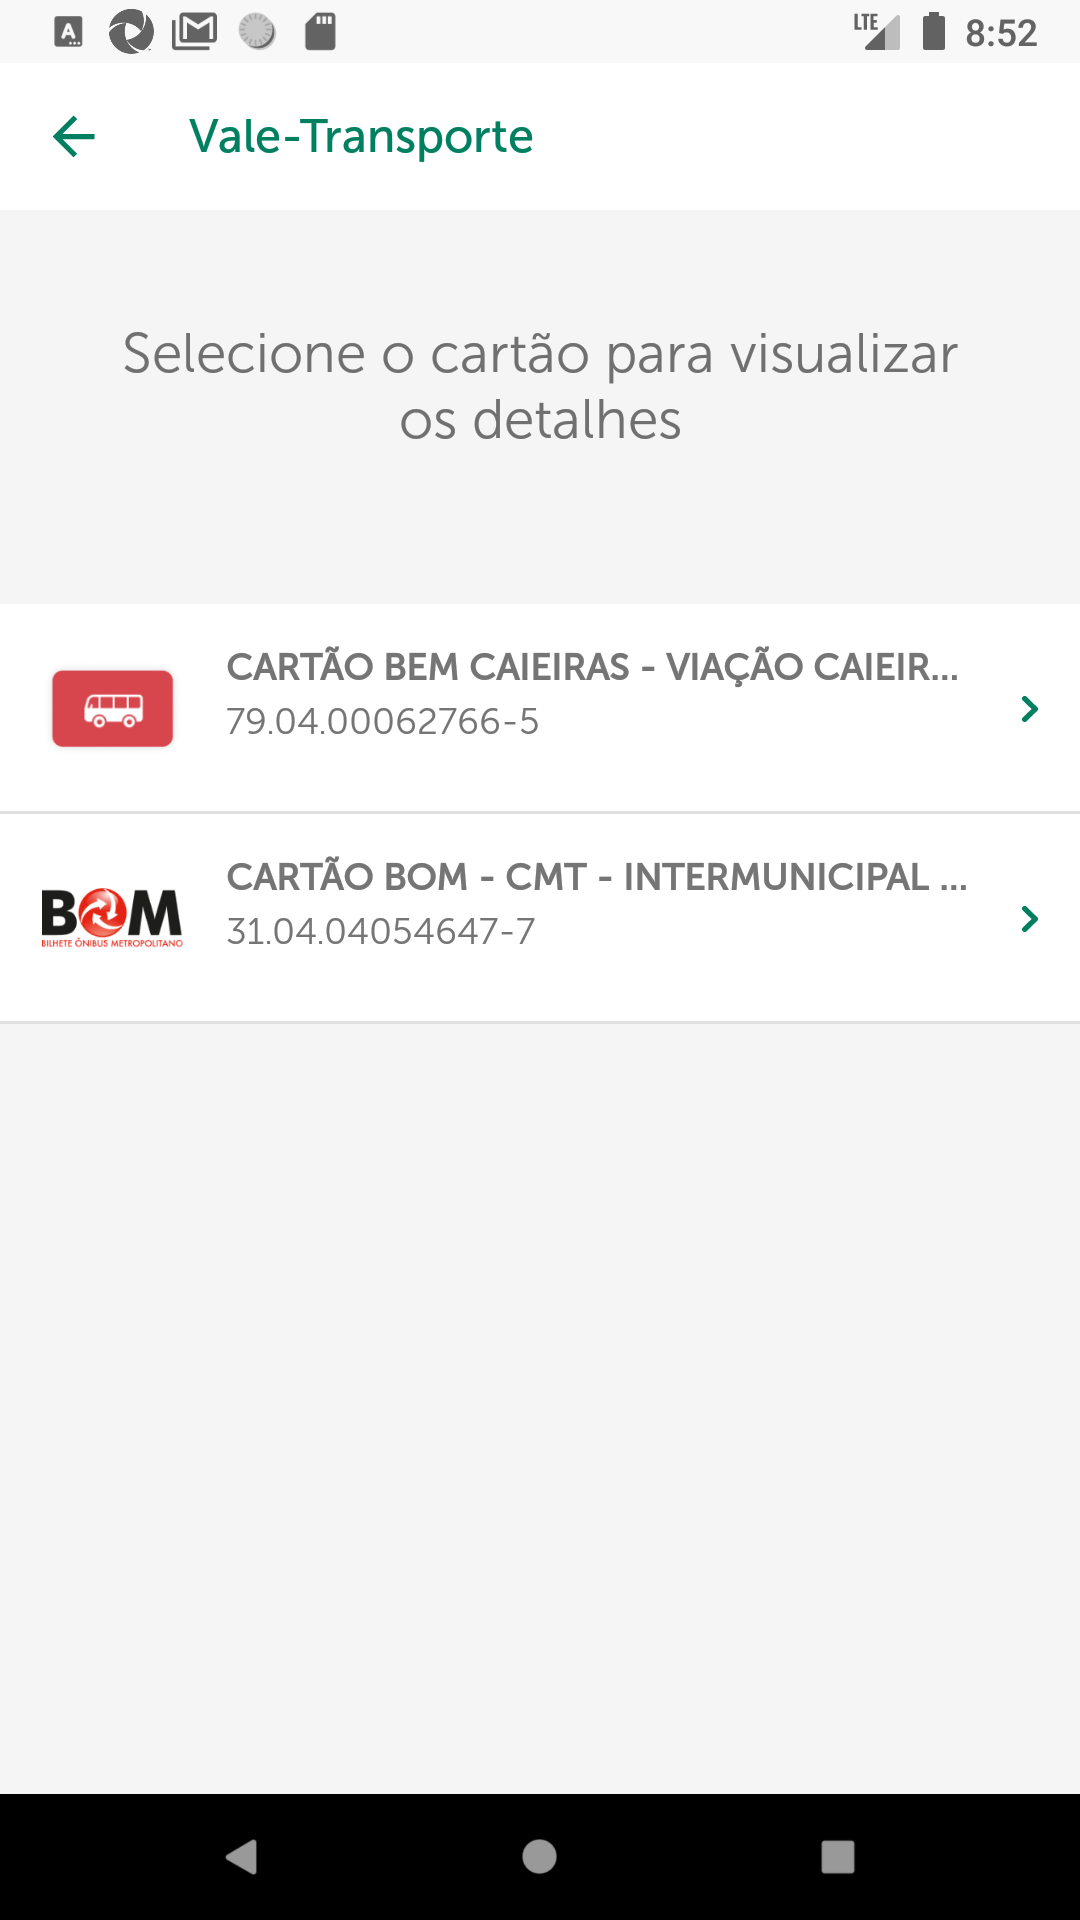 LTE 8:52
Vale-Transporte
Selecione o cartão para visualizar
os detalhes
CARTÃO BEM CAIEIRAS - VIAÇÃO CAIEIR...
79.04.00062766-5
CARTÃO BOM - CMT - INTERMUNICIPAL ...
BOM
BILHETE ÔNIBUS METROPOLITANO
31.04.04054647-7